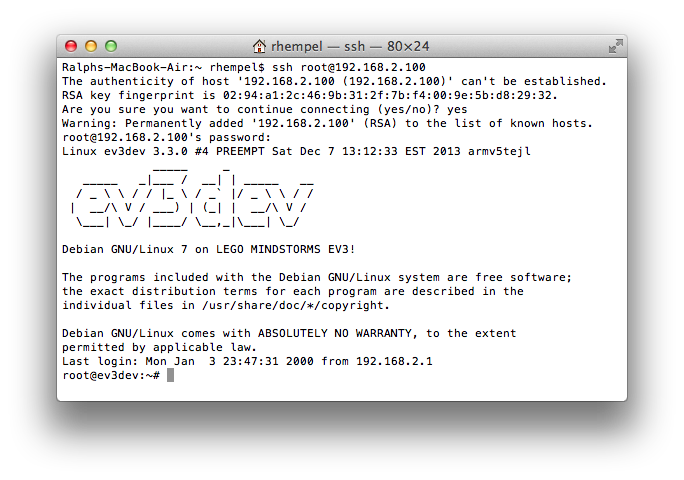 rhempel — ssh — 80×24
Ralphs-MacBook-Air:~ rhempel$ ssh root@192.168.2.100
The authenticity of host '192.168.2.100 (192.168.2.100)' can't be established.
RSA key fingerprint is 02:94:a1:2c:46:9b:31:2f:7b:f4:00:9e:5b:d8:29:32.
Are you sure you want to continue connecting (yes/no)? yes
Warning: Permanently added '192.168.2.100' (RSA) to the list of known hosts.
root@192.168.2.100's password:
Linux ev3dev 3.3.0 #4 PREEMPT Sat Dec 7 13:12:33 EST 2013 armv5tejl
ev3dev
Debian GNU/Linux 7 on LEGO MINDSTORMS EV3!
The programs included with the Debian GNU/Linux system are free software;
the exact distribution terms for each program are described in the
individual files in /usr/share/doc/*/copyright.
Debian GNU/Linux comes with ABSOLUTELY NO WARRANTY, to the extent
permitted by applicable law.
Last login: Mon Jan  3 23:47:31 2000 from 192.168.2.1
root@ev3dev:~#